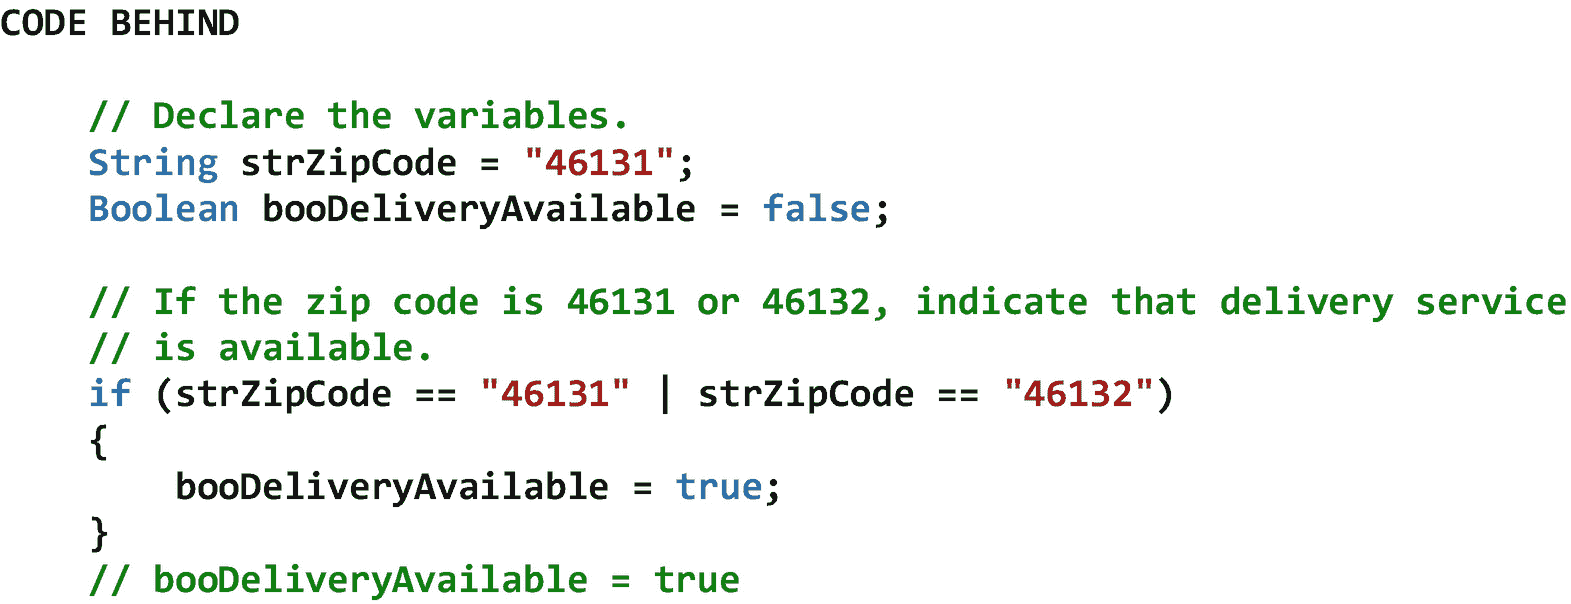 CODE BEHIND
// Declare the variables.
String strZipCode = "46131";
Boolean booDeliveryAvailable = false;
// If the zip code is 46131 or 46132, indicate that delivery service
// is available.
if (strZipCode == "46131" | strZipCode == "46132")
{
booDeliveryAvailable = true;
}
// booDeliveryAvailable = true